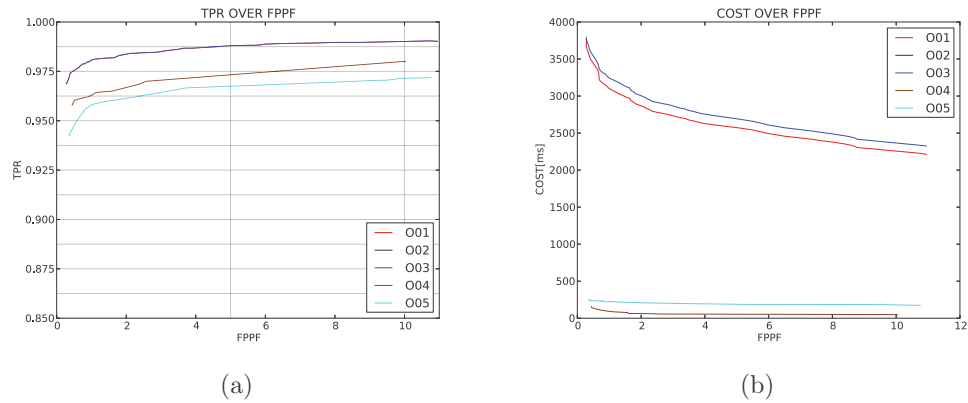 TPR OVER FPPF
1.000
0.975
0.950
0.925
0.900
0.875
0.850
TPR
0
2
4
6
8
10
FPPF
O01
O02
O03
O04
O05
(a)
COST OVER FPPF
4000
3500
3000
2500
2000
1500
1000
500
0
COST[ms]
0
2
4
6
8
10
12
FPPF
O01
O02
O03
O04
O05
(b)